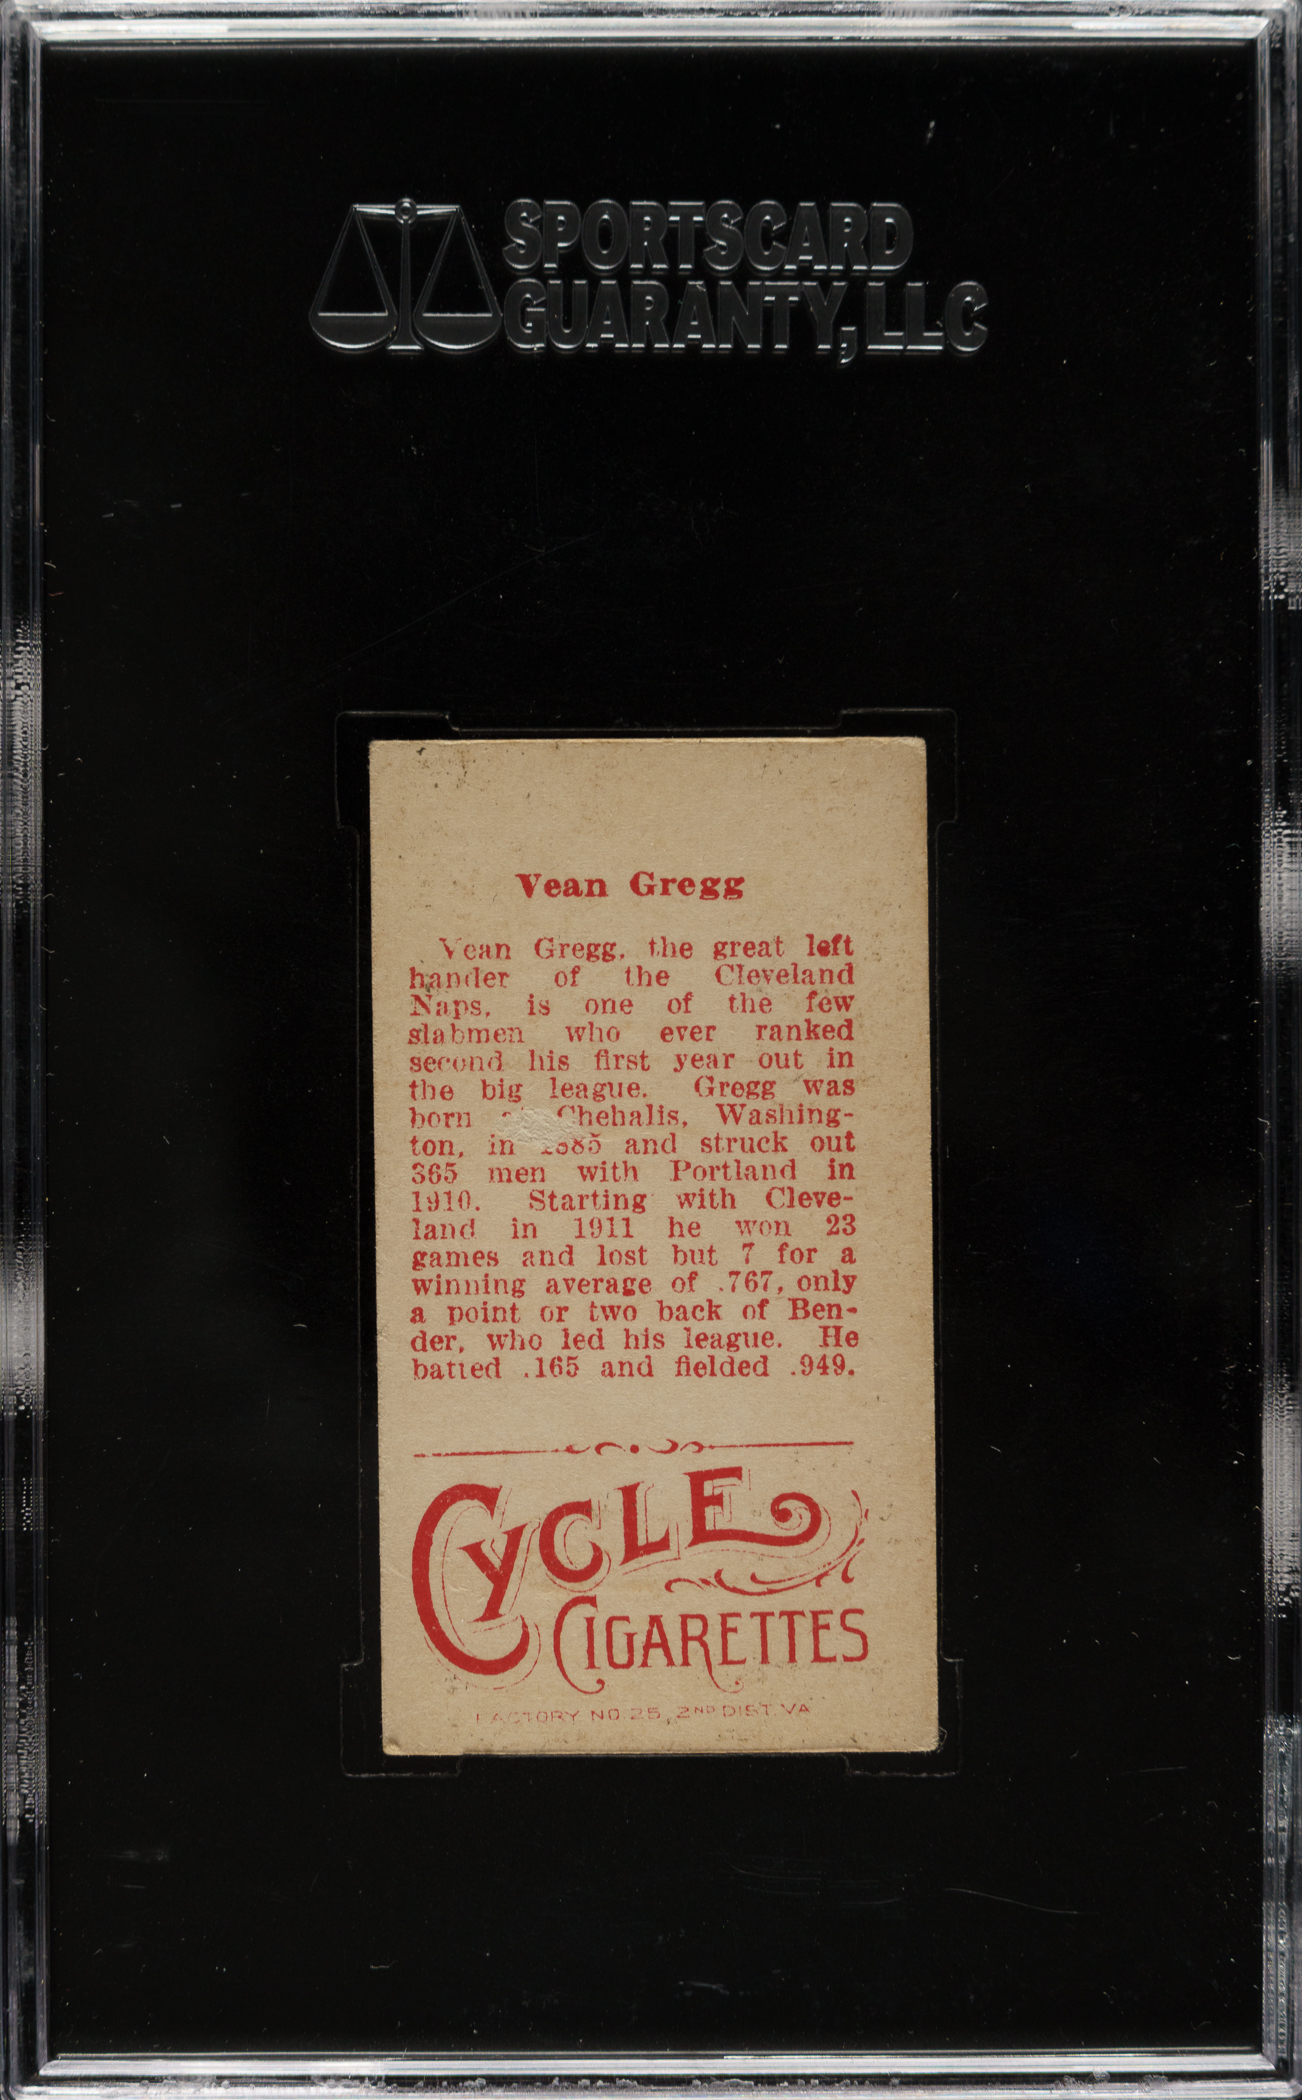 SPORTSCARD
GUARANTY, LLC
Vean Gregg
Vean Gregg, the great left
hander of the Cleveland
Naps, is one of the few
slabmen who ever ranked
second his first year out in
the big league. Gregg was
born Chehalis, Washing-
ton, in 1885 and struck out
365 men with Portland in
1910. Starting with Cleve-
land in 1911 he won 23
games and lost but 7 for a
winning average of .767, only
a point or two back of Ben-
der, who led his league. He
batted .165 and fielded .949.
CYCLE
CIGARETTES
FACTORY NO. 25, 2ND DIST. VA